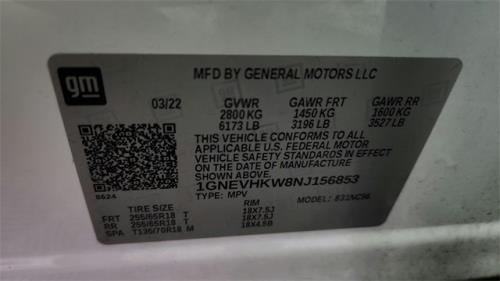 gm
MFD BY GENERAL MOTORS LLC
03/22 GVWR GAWR FRT GAWR RR
2800 KG 1450 KG 1600 KG
6173 LB 3196 LB 3527 LB
THIS VEHICLE CONFORMS TO ALL
APPLICABLE U.S. FEDERAL MOTOR
VEHICLE SAFETY STANDARDS IN EFFECT
ON THE DATE OF MANUFACTURE
SHOWN ABOVE.
1GNEVHKW8NJ156853
8624 TYPE: MPV MODEL:
TIRE SIZE RIM
FRT 255/65R18 T 18X7.5J
RR 255/65R18 T 18X7.5J
SPA T135/70R18 M 18X4.5B